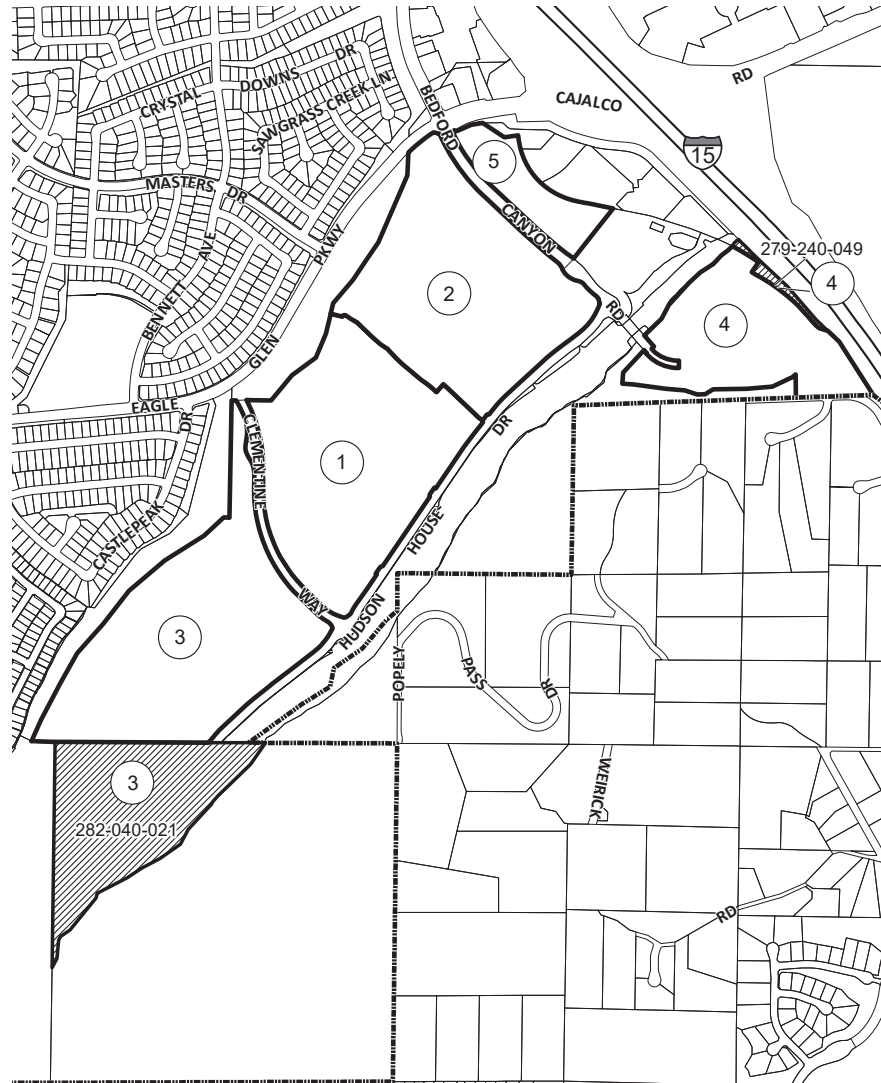 CRYSTAL DOWNS DR
SAWGRASS CREEK LN
BEDFORD CANYON RD
CAJALCO RD
15
MASTERS DR
BENNETT AVE
EAGLE GLEN PKWY
5
279-240-049
4
4
2
CLEMENTINE WAY
1
CASTLEPEAK DR
HUDSON HOUSE DR
3
POPELY PASS DR
3
282-040-021
WEIRICK RD